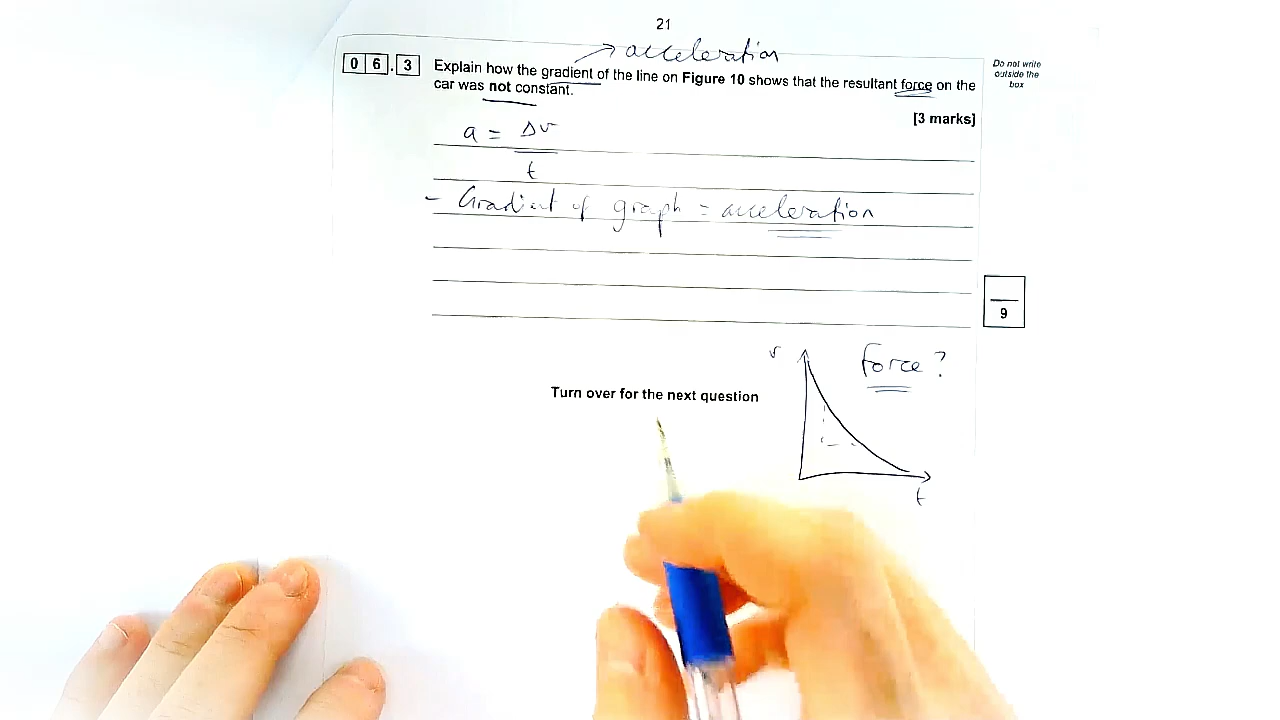 21
→ acceleration
0 6 . 3 Explain how the gradient of the line on Figure 10 shows that the resultant force on the
car was not constant.
Do not write
outside the
box
[3 marks]
a = Δv
t
- Gradient of graph = acceleration
9
v
force?
Turn over for the next question
t